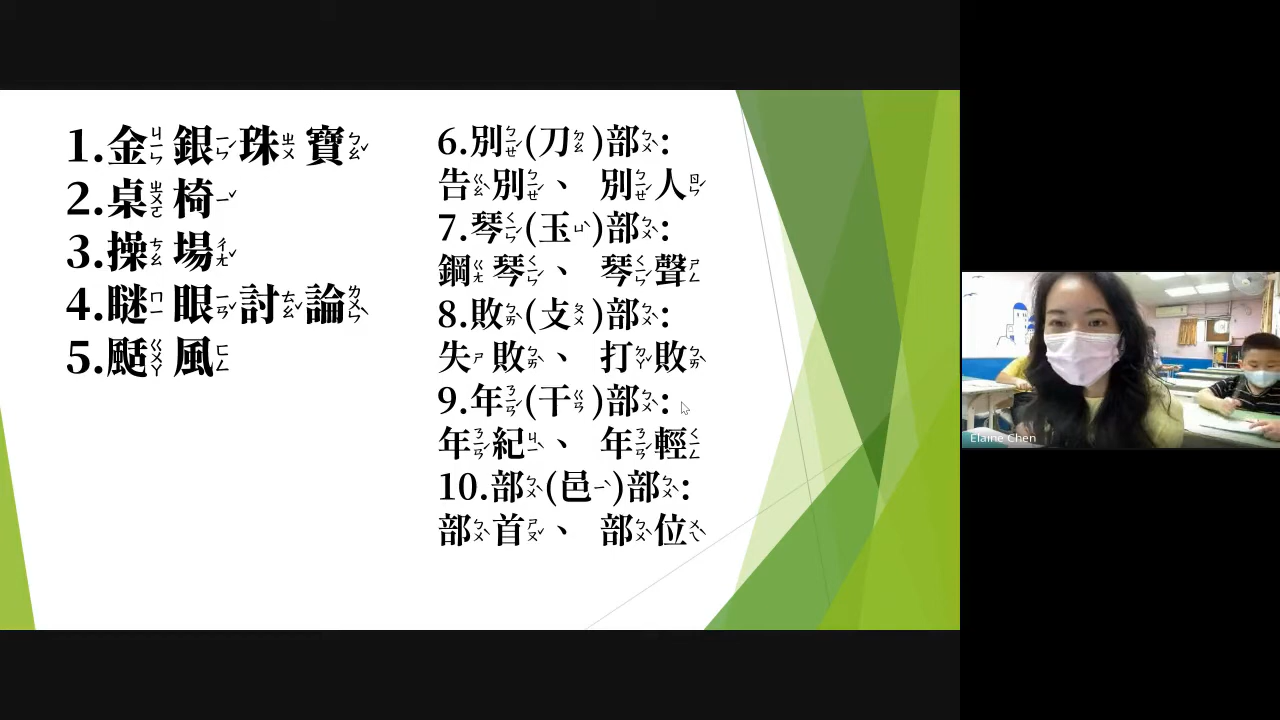 1.金ㄐㄧㄣ銀ㄧㄣˊ珠ㄓㄨ寶ㄅㄠˇ
2.桌ㄓㄨㄛ椅ㄧˇ
3.操ㄘㄠ場ㄔㄤˇ
4.瞇ㄇㄧ眼ㄧㄢˇ討ㄊㄠˇ論ㄌㄨㄣˋ
5.颳ㄍㄨㄚ風ㄈㄥ
6.別ㄅㄧㄝˊ(刀ㄉㄠ)部ㄅㄨˋ:
告ㄍㄠˋ別ㄅㄧㄝˊ、 別ㄅㄧㄝˊ人ㄖㄣˊ
7.琴ㄑㄧㄣˊ(玉ㄩˋ)部ㄅㄨˋ:
鋼ㄍㄤ琴ㄑㄧㄣˊ、 琴ㄑㄧㄣˊ聲ㄕㄥ
8.敗ㄅㄞˋ(攴ㄆㄨ)部ㄅㄨˋ:
失ㄕ敗ㄅㄞˋ、 打ㄉㄚˇ敗ㄅㄞˋ
9.年ㄋㄧㄢˊ(干ㄍㄢ)部ㄅㄨˋ:
年ㄋㄧㄢˊ紀ㄐㄧˋ、 年ㄋㄧㄢˊ輕ㄑㄧㄥ
10.部ㄅㄨˋ(邑ㄧˋ)部ㄅㄨˋ:
部ㄅㄨˋ首ㄕㄡˇ、 部ㄅㄨˋ位ㄨㄟˋ
Elaine Chen